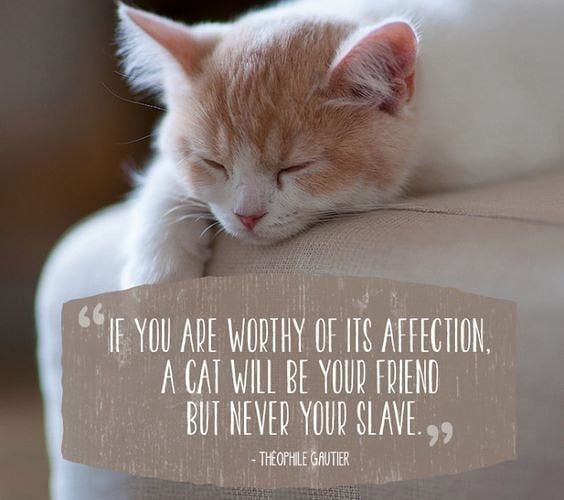 “IF YOU ARE WORTHY OF ITS AFFECTION,
A CAT WILL BE YOUR FRIEND
BUT NEVER YOUR SLAVE.”
- THÉOPHILE GAUTIER